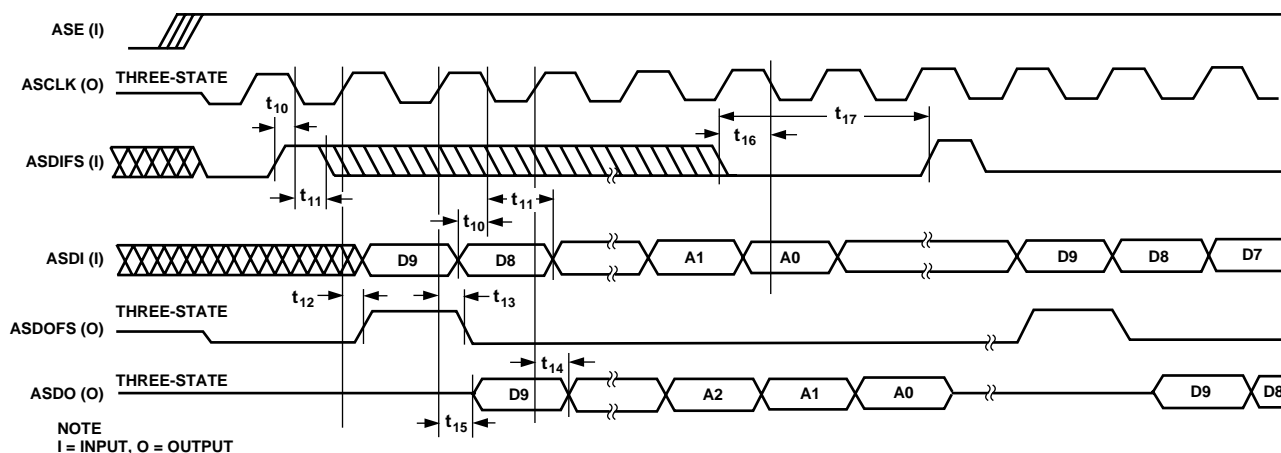 ASE (I)
ASCLK (O)
THREE-STATE
t10
t16
t17
ASDIFS (I)
t11
t10
t11
ASDI (I)
D9
D8
A1
A0
D9
D8
D7
t12
t13
THREE-STATE
ASDOFS (O)
t14
THREE-STATE
ASDO (O)
D9
A2
A1
A0
D9
D8
t15
NOTE
I = INPUT, O = OUTPUT